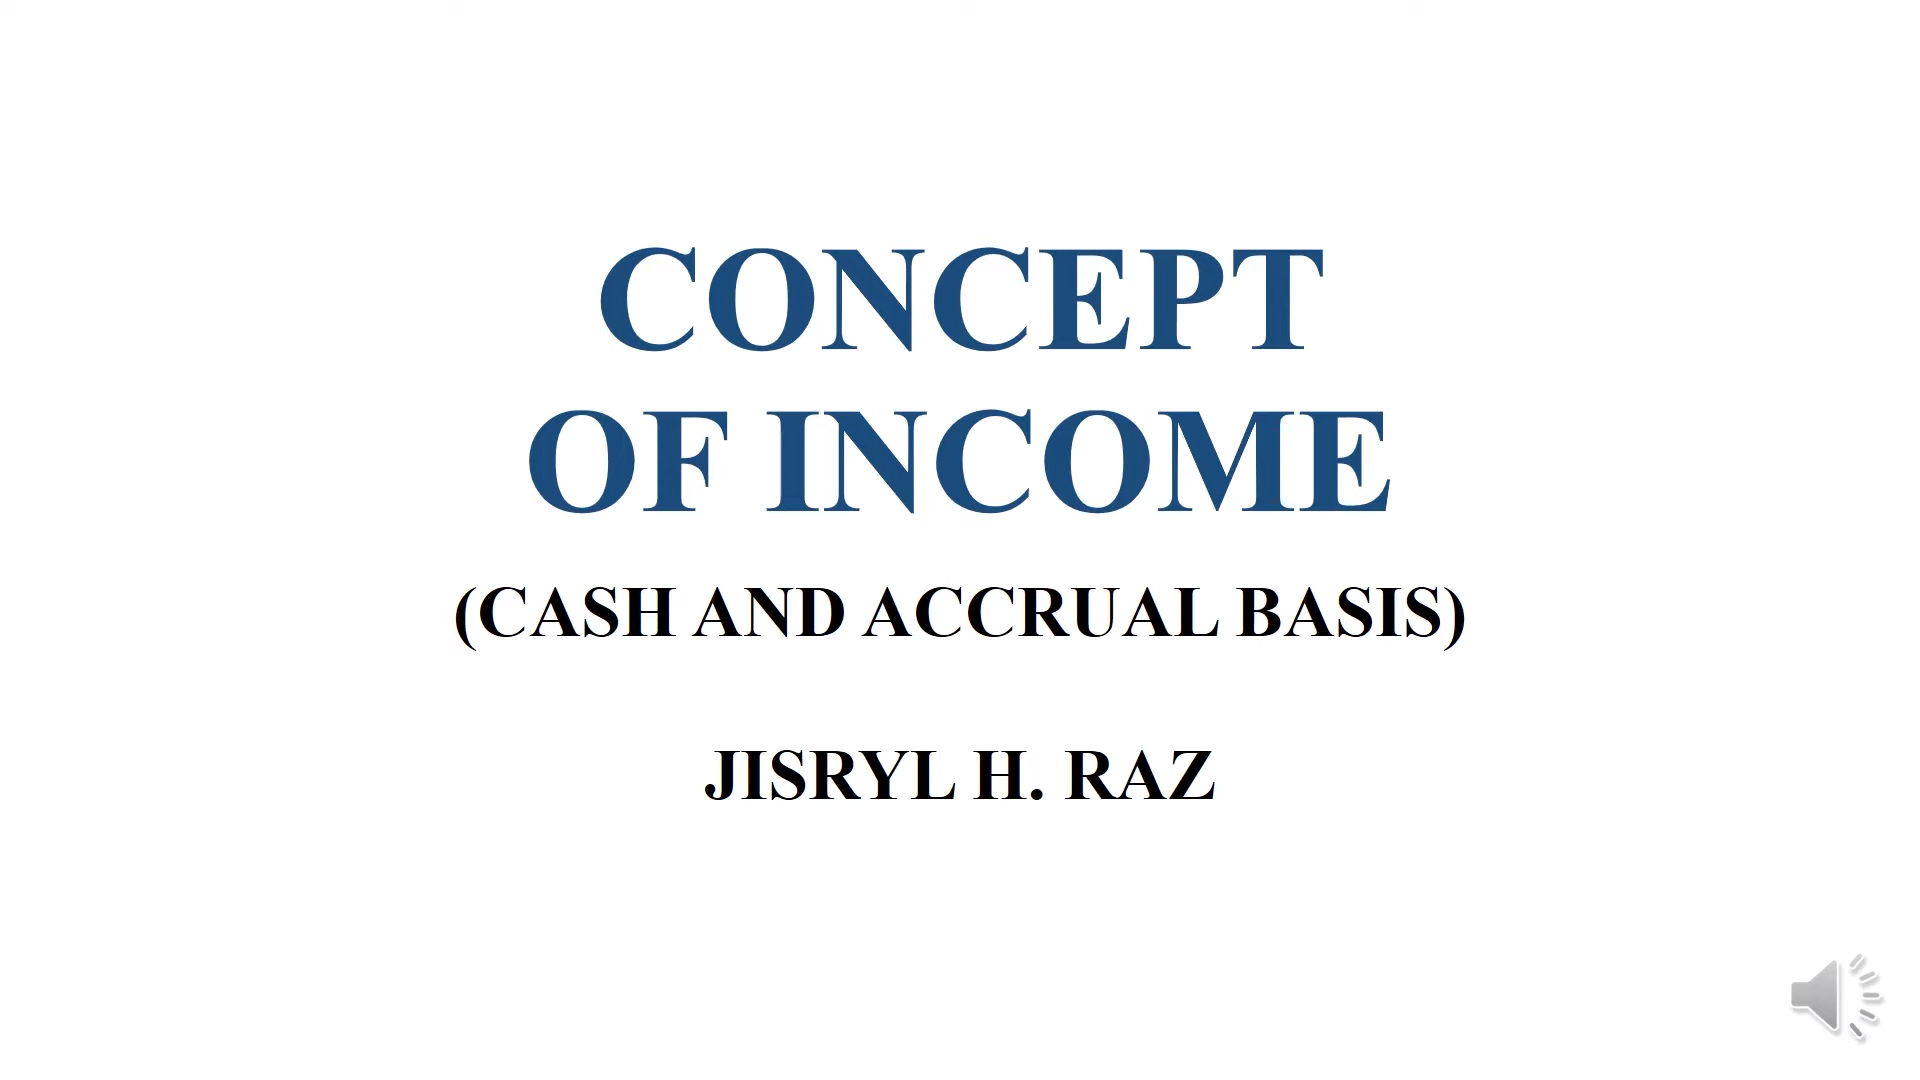 CONCEPT
OF INCOME
(CASH AND ACCRUAL BASIS)
JISRYL H. RAZ